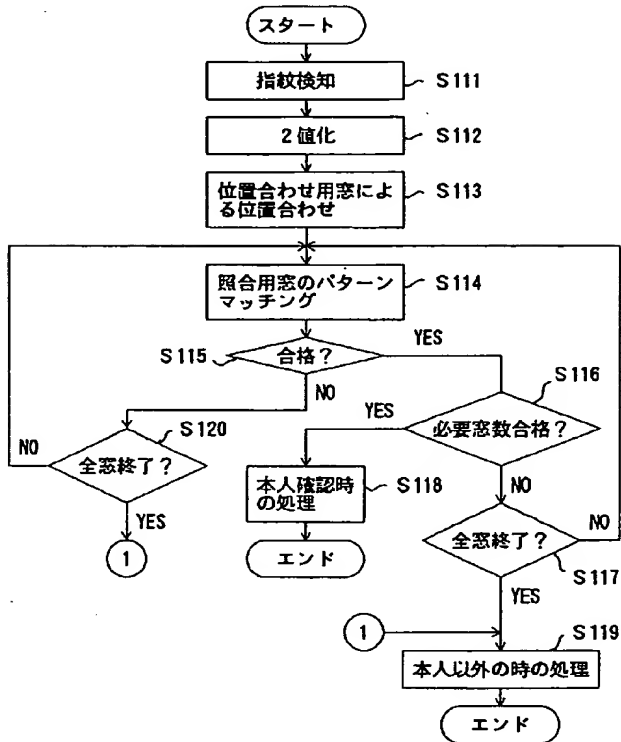 スタート
指紋検知
S111
2値化
S112
位置合わせ用窓によ
る位置合わせ
S113
照合用窓のパターン
マッチング
S114
S115
合格？
YES
NO
S116
必要窓数合格？
YES
NO
S120
全窓終了？
NO
YES
1
本人確認時
の処理
S118
エンド
全窓終了？
NO
S117
YES
1
S119
本人以外の時の処理
エンド